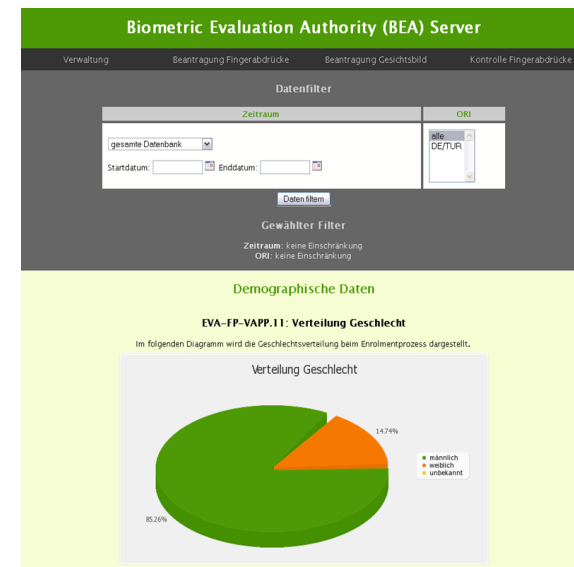 Biometric Evaluation Authority (BEA) Server
Verwaltung Beantragung Fingerabdrücke Beantragung Gesichtsbild Kontrolle Fingerabdrücke
Datenfilter
Zeitraum ORI
gesamte Datenbank
alle
DE/TUR
Startdatum: Enddatum:
Daten filtern
Gewählter Filter
Zeitraum: keine Einschränkung
ORI: keine Einschränkung
Demographische Daten
EVA-FP-VAPP.11: Verteilung Geschlecht
Im folgenden Diagramm wird die Geschlechtsverteilung beim Enrolmentprozess dargestellt.
Verteilung Geschlecht
14.74%
männlich
weiblich
unbekannt
85.26%